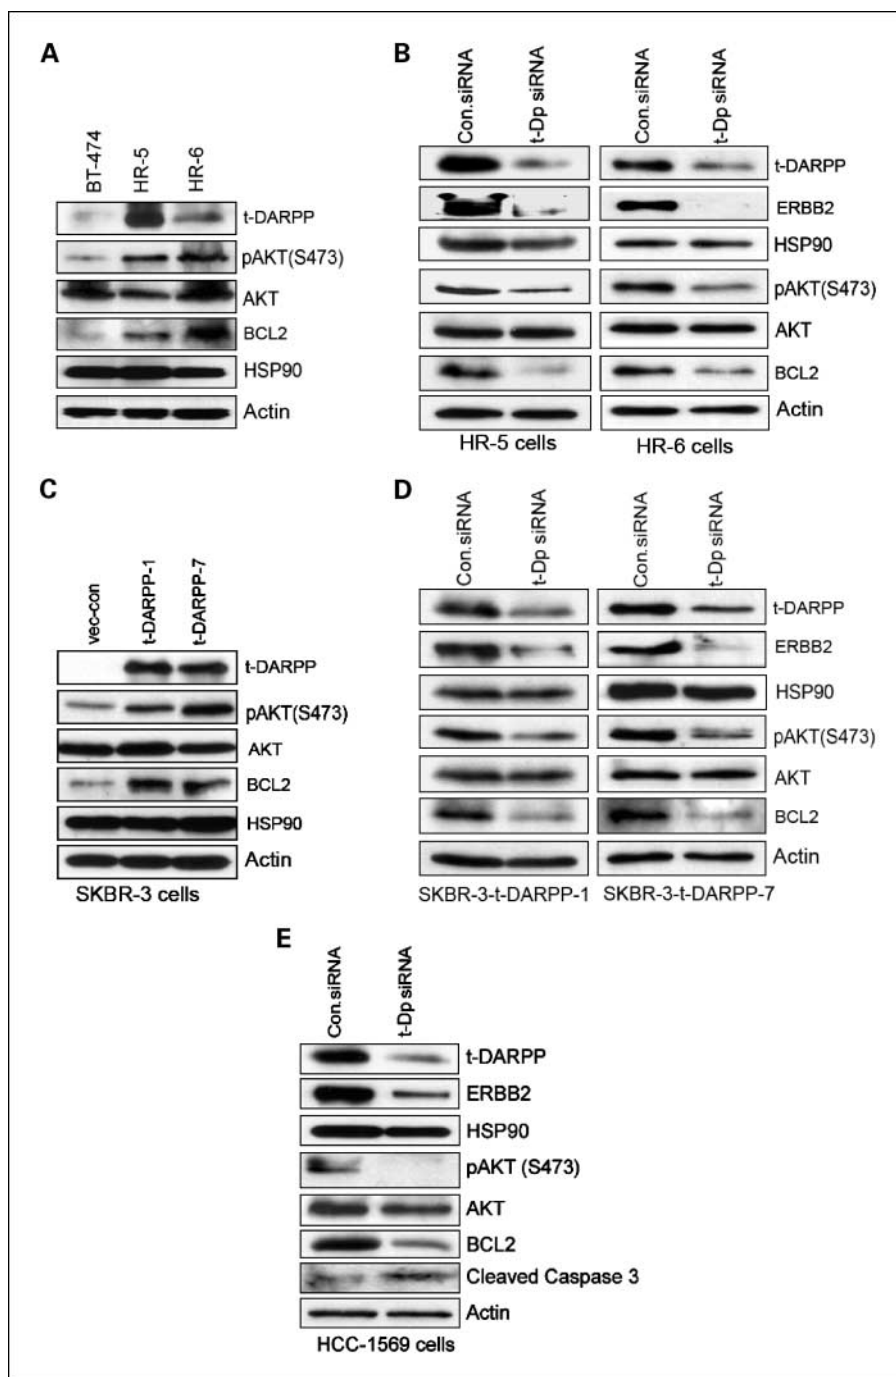 A
BT-474
HR-5
HR-6
t-DARPP
pAKT(S473)
AKT
BCL2
HSP90
Actin
B
Con.siRNA
t-Dp siRNA
Con.siRNA
t-Dp siRNA
t-DARPP
ERBB2
HSP90
pAKT(S473)
AKT
BCL2
Actin
HR-5 cells
HR-6 cells
C
vec-con
t-DARPP-1
t-DARPP-7
t-DARPP
pAKT(S473)
AKT
BCL2
HSP90
Actin
SKBR-3 cells
D
Con.siRNA
t-Dp siRNA
Con.siRNA
t-Dp siRNA
t-DARPP
ERBB2
HSP90
pAKT(S473)
AKT
BCL2
Actin
SKBR-3-t-DARPP-1
SKBR-3-t-DARPP-7
E
Con.siRNA
t-Dp siRNA
t-DARPP
ERBB2
HSP90
pAKT (S473)
AKT
BCL2
Cleaved Caspase 3
Actin
HCC-1569 cells